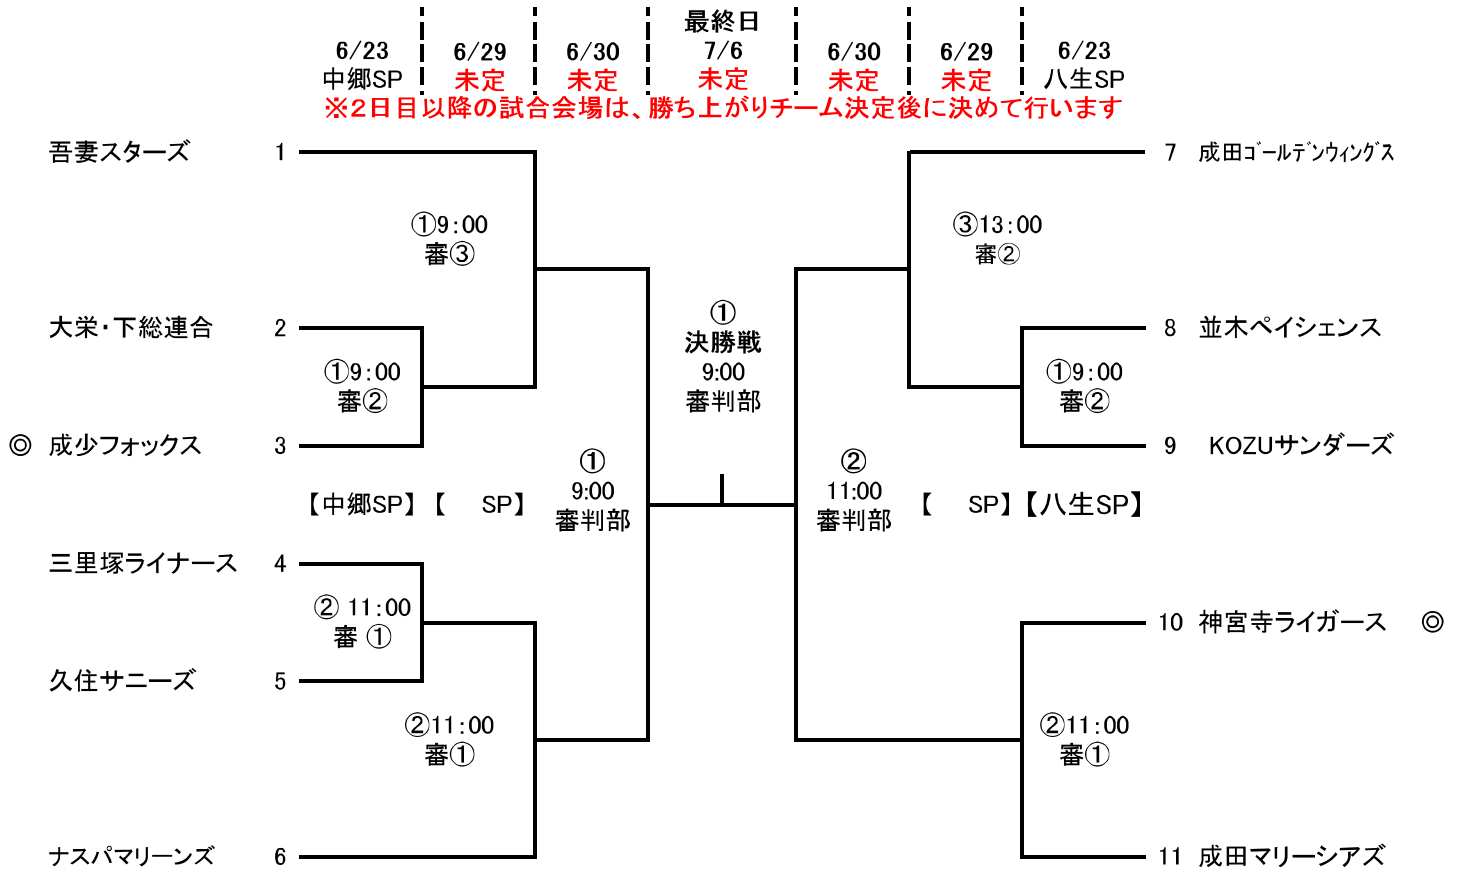 最終日
6/23 6/29 6/30 7/6 6/30 6/29 6/23
中郷SP 未定 未定 未定 未定 未定 八生SP
※2日目以降の試合会場は、勝ち上がりチーム決定後に決めて行います
吾妻スターズ 1
7 成田ｺﾞｰﾙﾃﾞﾝｳｨﾝｸﾞｽ
①9:00
審③
③13:00
審②
大栄・下総連合 2
8 並木ペイシェンス
①
決勝戦
9:00
審判部
①9:00
審②
①9:00
審②
◎ 成少フォックス 3
9 KOZUサンダーズ
①
9:00
審判部
②
11:00
審判部
【中郷SP】【　SP】
【　SP】【八生SP】
三里塚ライナース 4
② 11:00
審 ①
10 神宮寺ライガース ◎
久住サニーズ 5
②11:00
審①
②11:00
審①
ナスパマリーンズ 6
11 成田マリーシアズ